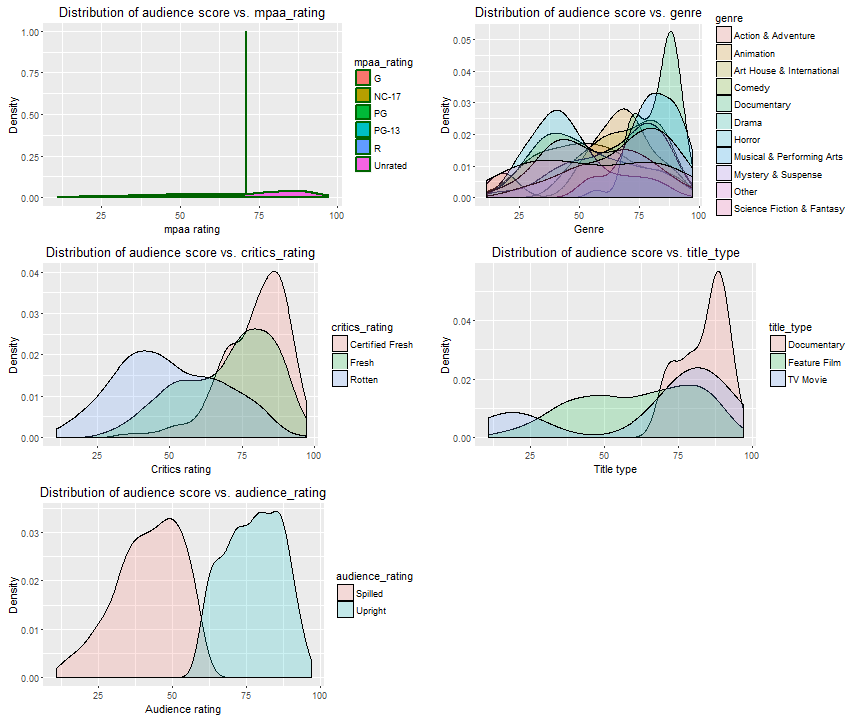 Distribution of audience score vs. mpaa_rating
1.00
0.75
0.50
0.25
0.00
Density
25
50
75
100
mpaa rating
mpaa_rating
G
NC-17
PG
PG-13
R
Unrated
Distribution of audience score vs. genre
0.05
0.04
0.03
0.02
0.01
0.00
Density
25
50
75
100
Genre
genre
Action & Adventure
Animation
Art House & International
Comedy
Documentary
Drama
Horror
Musical & Performing Arts
Mystery & Suspense
Other
Science Fiction & Fantasy
Distribution of audience score vs. critics_rating
0.04
0.03
0.02
0.01
0.00
Density
25
50
75
100
Critics rating
critics_rating
Certified Fresh
Fresh
Rotten
Distribution of audience score vs. title_type
0.04
0.02
0.00
Density
25
50
75
100
Title type
title_type
Documentary
Feature Film
TV Movie
Distribution of audience score vs. audience_rating
0.03
0.02
0.01
0.00
Density
25
50
75
100
Audience rating
audience_rating
Spilled
Upright